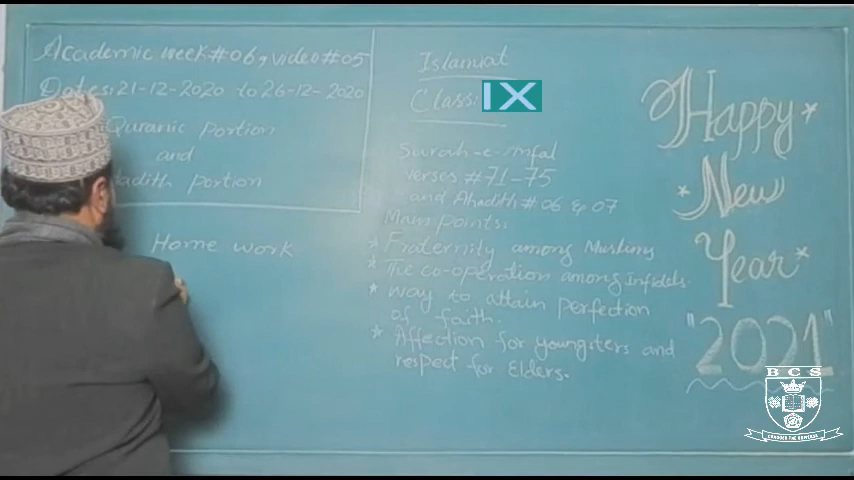 Academic week # 06, video # 05
Dates: 21-12-2020 to 26-12-2020
Quranic portion
and
Hadith portion
Home work
Islamiat
Class: IX
Surah-e-Anfal
verses # 71-75
and Ahadith # 06 & 07
Main points:
* Fraternity among Muslims
* The co-operation among Infidels.
* way to attain perfection
of faith.
* Affection for youngsters and
respect for Elders.
Happy *
* New
Year *
"2021"
BCS